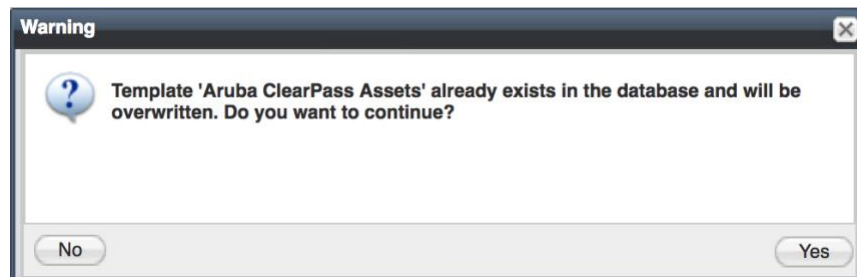 Warning
Template 'Aruba ClearPass Assets' already exists in the database and will be
overwritten. Do you want to continue?
No
Yes